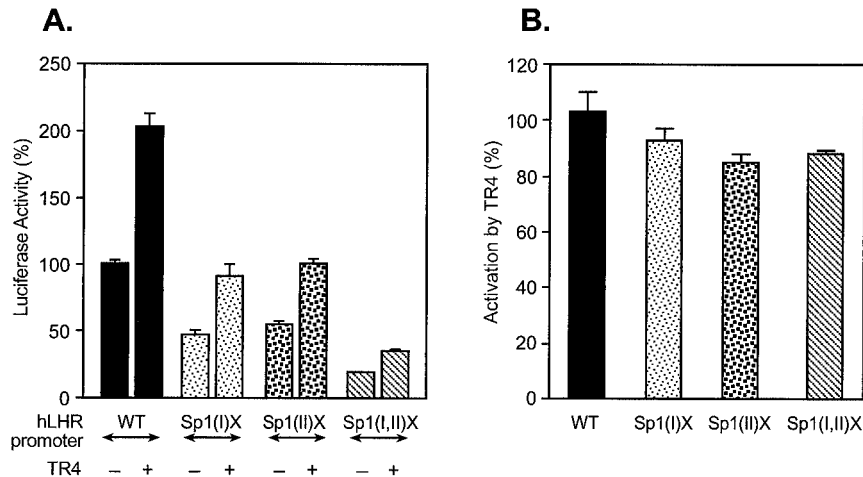 A.
Luciferase Activity (%)
250
200
150
100
50
0
hLHR promoter
WT Sp1(I)X Sp1(II)X Sp1(I,II)X
TR4 – + – + – + – +
B.
Activation by TR4 (%)
120
100
80
60
40
20
0
WT Sp1(I)X Sp1(II)X Sp1(I,II)X